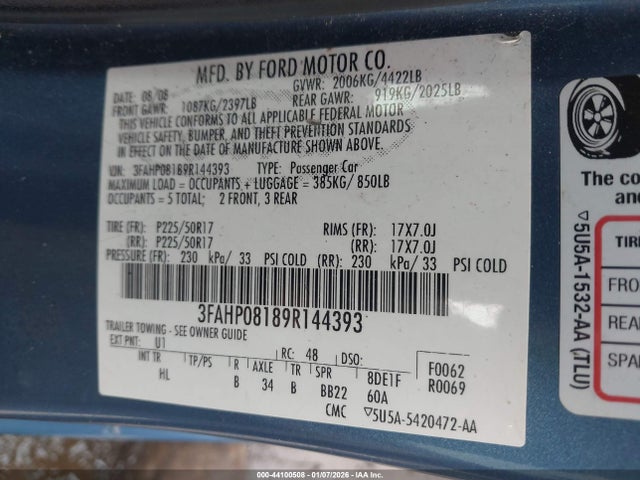 MFD. BY FORD MOTOR CO.
DATE: 08/08 GVWR: 2006KG/4422LB
FRONT GAWR: 1087KG/2397LB REAR GAWR: 919KG/2025LB
THIS VEHICLE CONFORMS TO ALL APPLICABLE FEDERAL MOTOR
VEHICLE SAFETY, BUMPER, AND THEFT PREVENTION STANDARDS
IN EFFECT ON THE DATE OF MANUFACTURE SHOWN ABOVE.
VIN: 3FAHP08189R144393 TYPE: Passenger Car
MAXIMUM LOAD = OCCUPANTS + LUGGAGE = 385KG/ 850LB
OCCUPANTS = 5 TOTAL; 2 FRONT, 3 REAR
TIRE (FR): P225/50R17 RIMS (FR): 17X7.0J
(RR): P225/50R17 (RR): 17X7.0J
PRESSURE (FR): 230 kPa/ 33 PSI COLD (RR): 230 kPa/ 33 PSI COLD
3FAHP08189R144393
TRAILER TOWING - SEE OWNER GUIDE
EXT PNT: U1 RC: 48 DSO: F0062
INT TR TP/PS R AXLE TR SPR 8DE1F R0069
HL B 34 B BB22 60A
CMC ▽5U5A-5420472-AA
The co
and
TIRE
FRO
REA
SPA
▽5U5A-1532-AA (TLU)
000-44100508 - 01/07/2026 - IAAI.COM